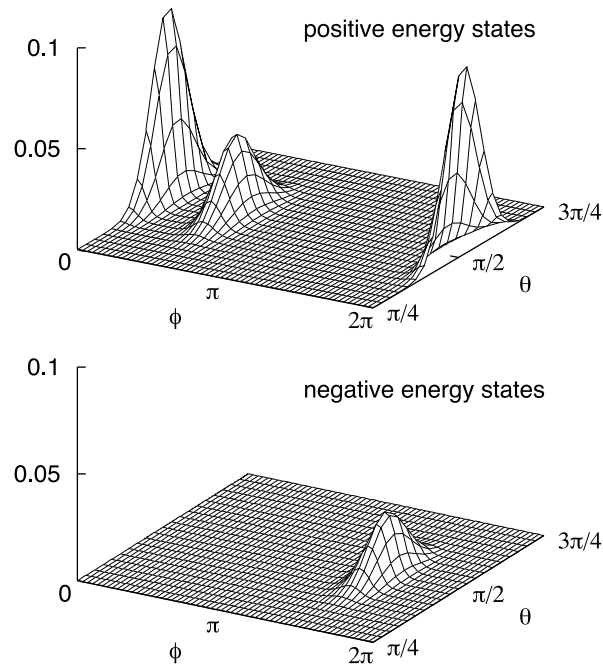 0.1
positive energy states
0.05
0
3π/4
π/2
π
θ
2π
π/4
ϕ
0.1
negative energy states
0.05
0
3π/4
π/2
π
θ
2π
π/4
ϕ